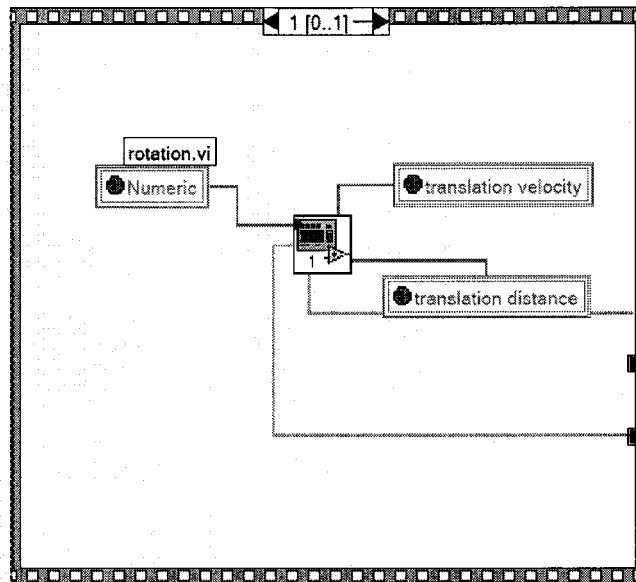 1 [0..1]
rotation.vi
Numeric
translation velocity
1
translation distance